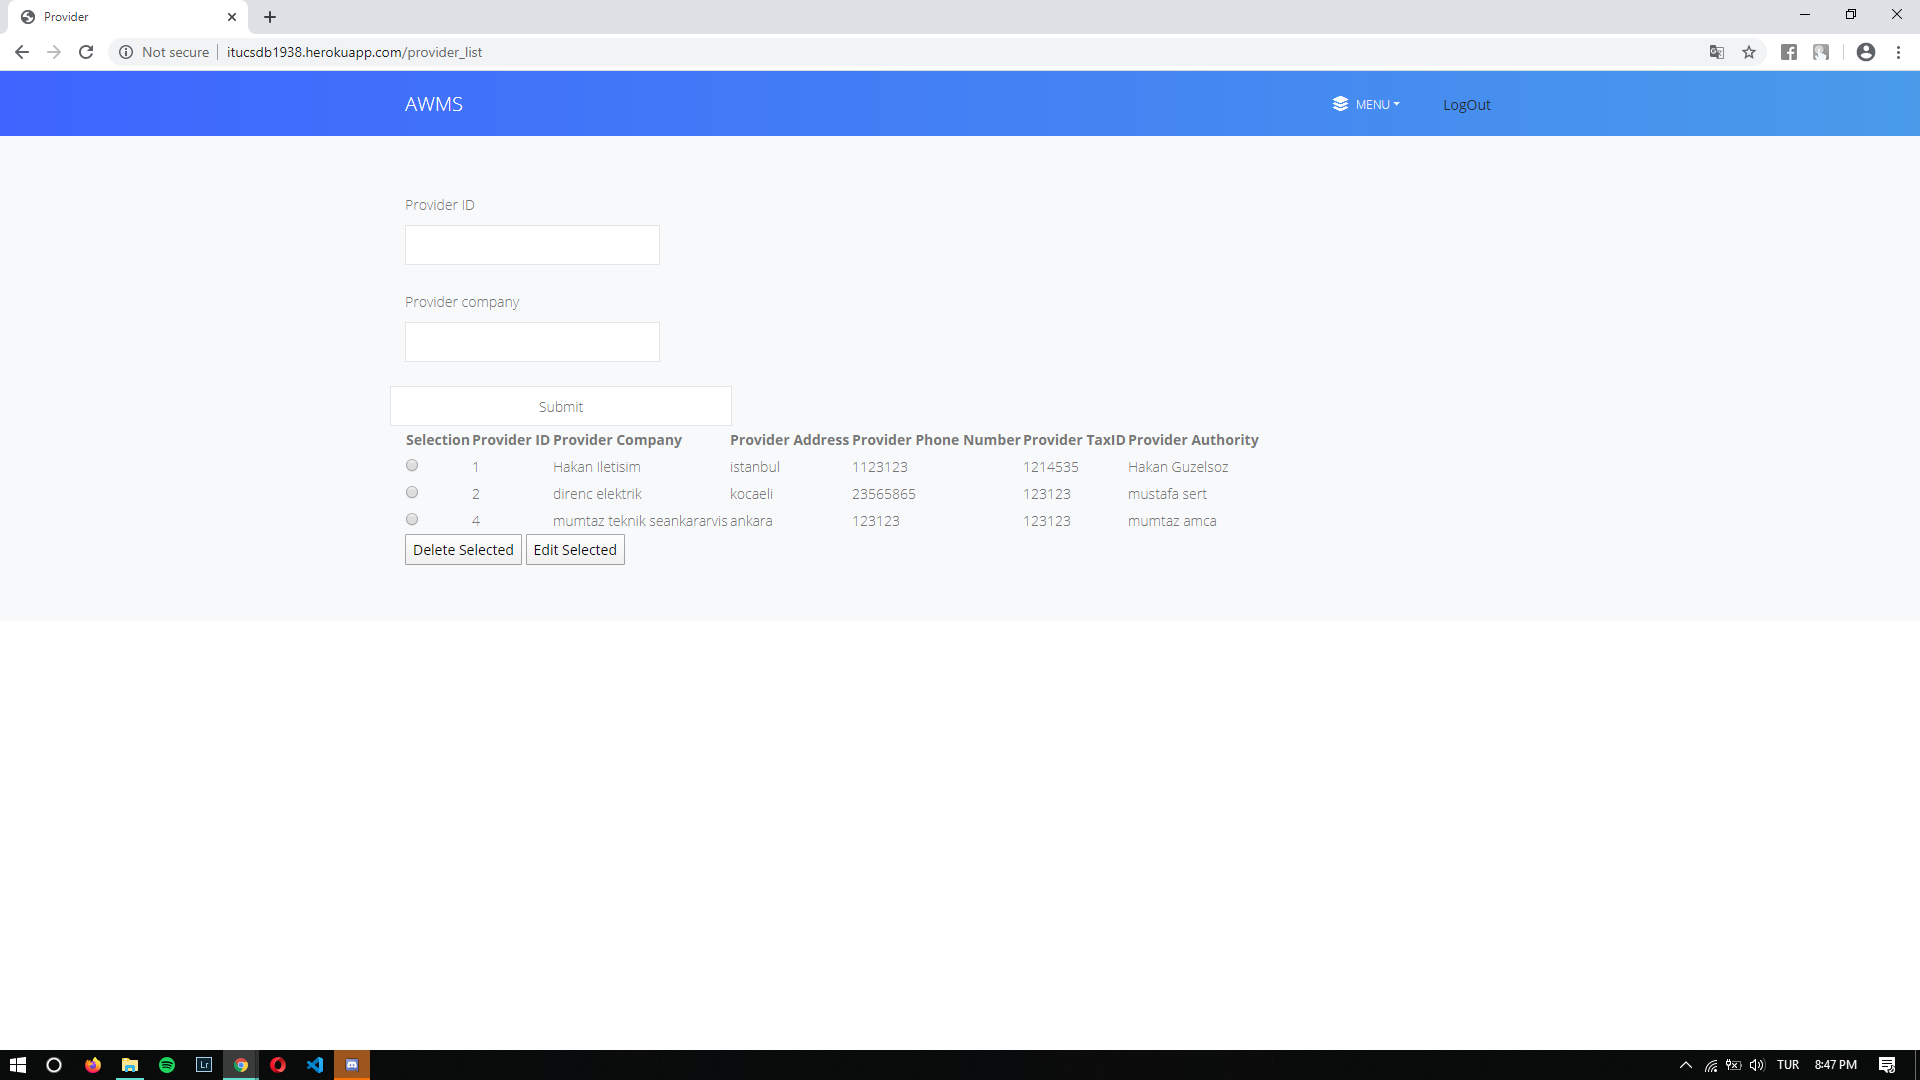 Provider
Not secure itucsdb1938.herokuapp.com/provider_list
AWMS MENU LogOut
Provider ID
Provider company
Submit
Selection Provider ID Provider Company Provider Address Provider Phone Number Provider TaxID Provider Authority
1 Hakan Iletisim istanbul 1123123 1214535 Hakan Guzelsoz
2 direnc elektrik kocaeli 23565865 123123 mustafa sert
4 mumtaz teknik seankararvis ankara 123123 123123 mumtaz amca
Delete Selected Edit Selected
Lr TUR 8:47 PM